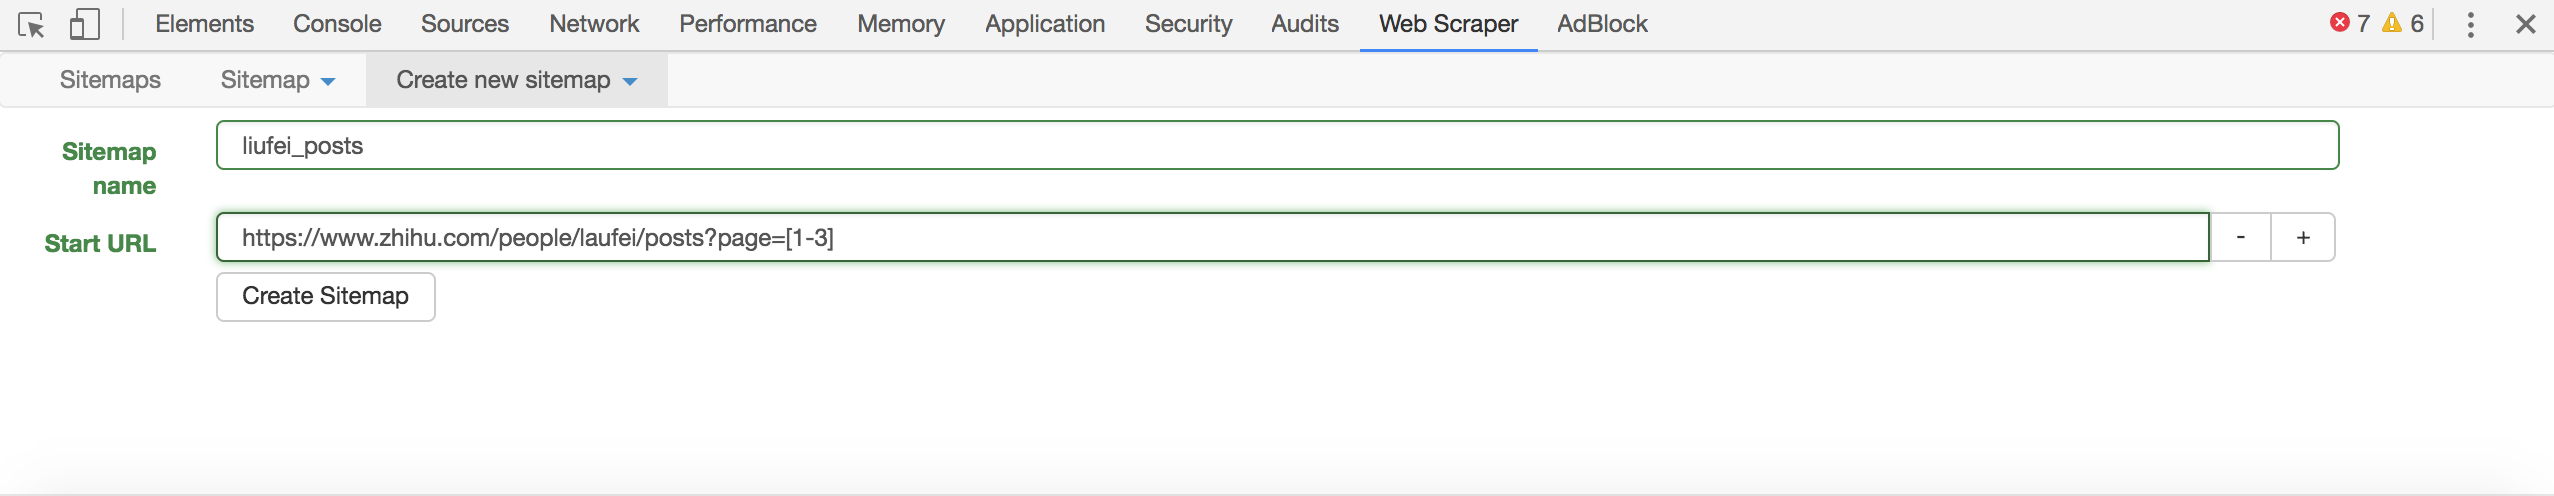 Elements Console Sources Network Performance Memory Application Security Audits Web Scraper AdBlock 7 6
Sitemaps Sitemap Create new sitemap
Sitemap name
liufei_posts
Start URL
https://www.zhihu.com/people/laufei/posts?page=[1-3]
- +
Create Sitemap